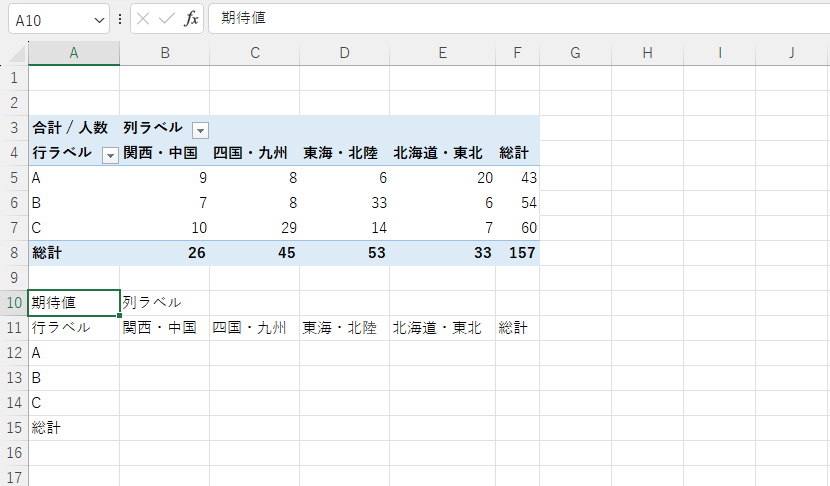 A10 fx 期待値
A B C D E F G H I J
1
2
3 合計 / 人数 列ラベル
4 行ラベル 関西・中国 四国・九州 東海・北陸 北海道・東北 総計
5 A 9 8 6 20 43
6 B 7 8 33 6 54
7 C 10 29 14 7 60
8 総計 26 45 53 33 157
9
10 期待値 列ラベル
11 行ラベル 関西・中国 四国・九州 東海・北陸 北海道・東北 総計
12 A
13 B
14 C
15 総計
16
17